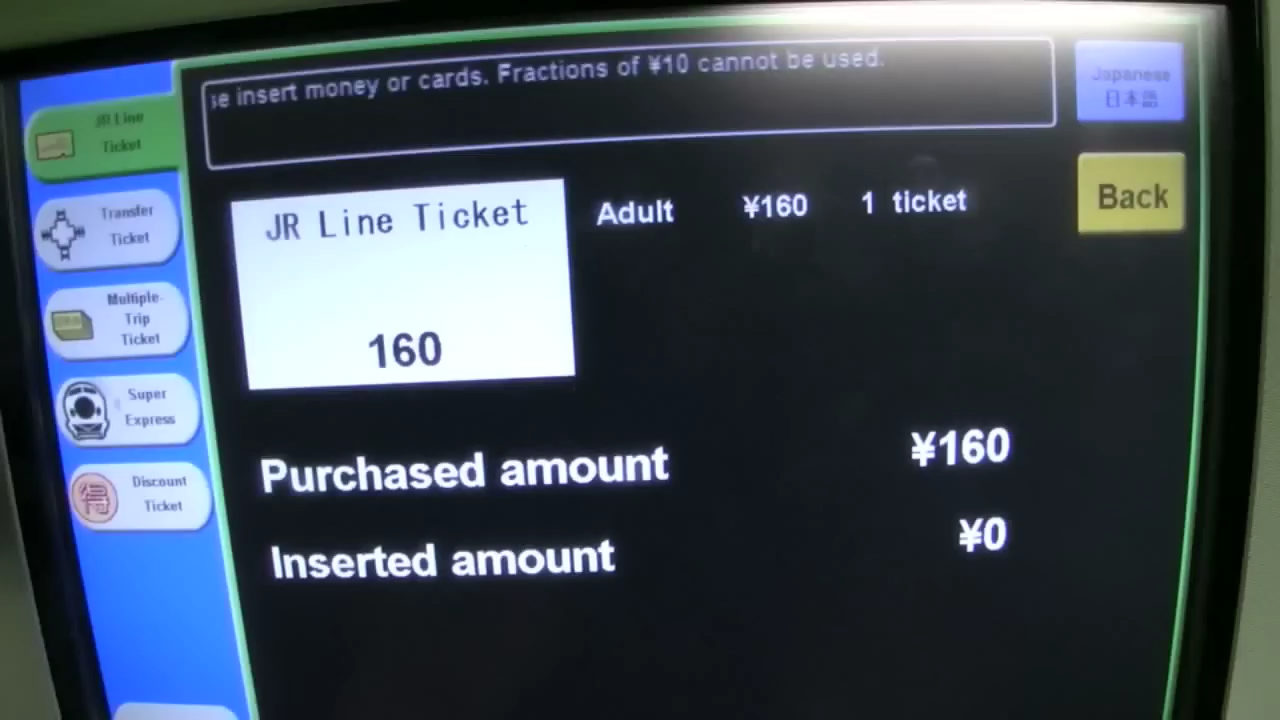 insert money or cards. Fractions of ¥10 cannot be used.
Japanese
日本語
Back
JR Line
Ticket
Transfer
Ticket
Multiple-
Trip
Ticket
Super
Express
得
Discount
Ticket
JR Line Ticket
160
Adult ¥160 1 ticket
Purchased amount ¥160
Inserted amount ¥0